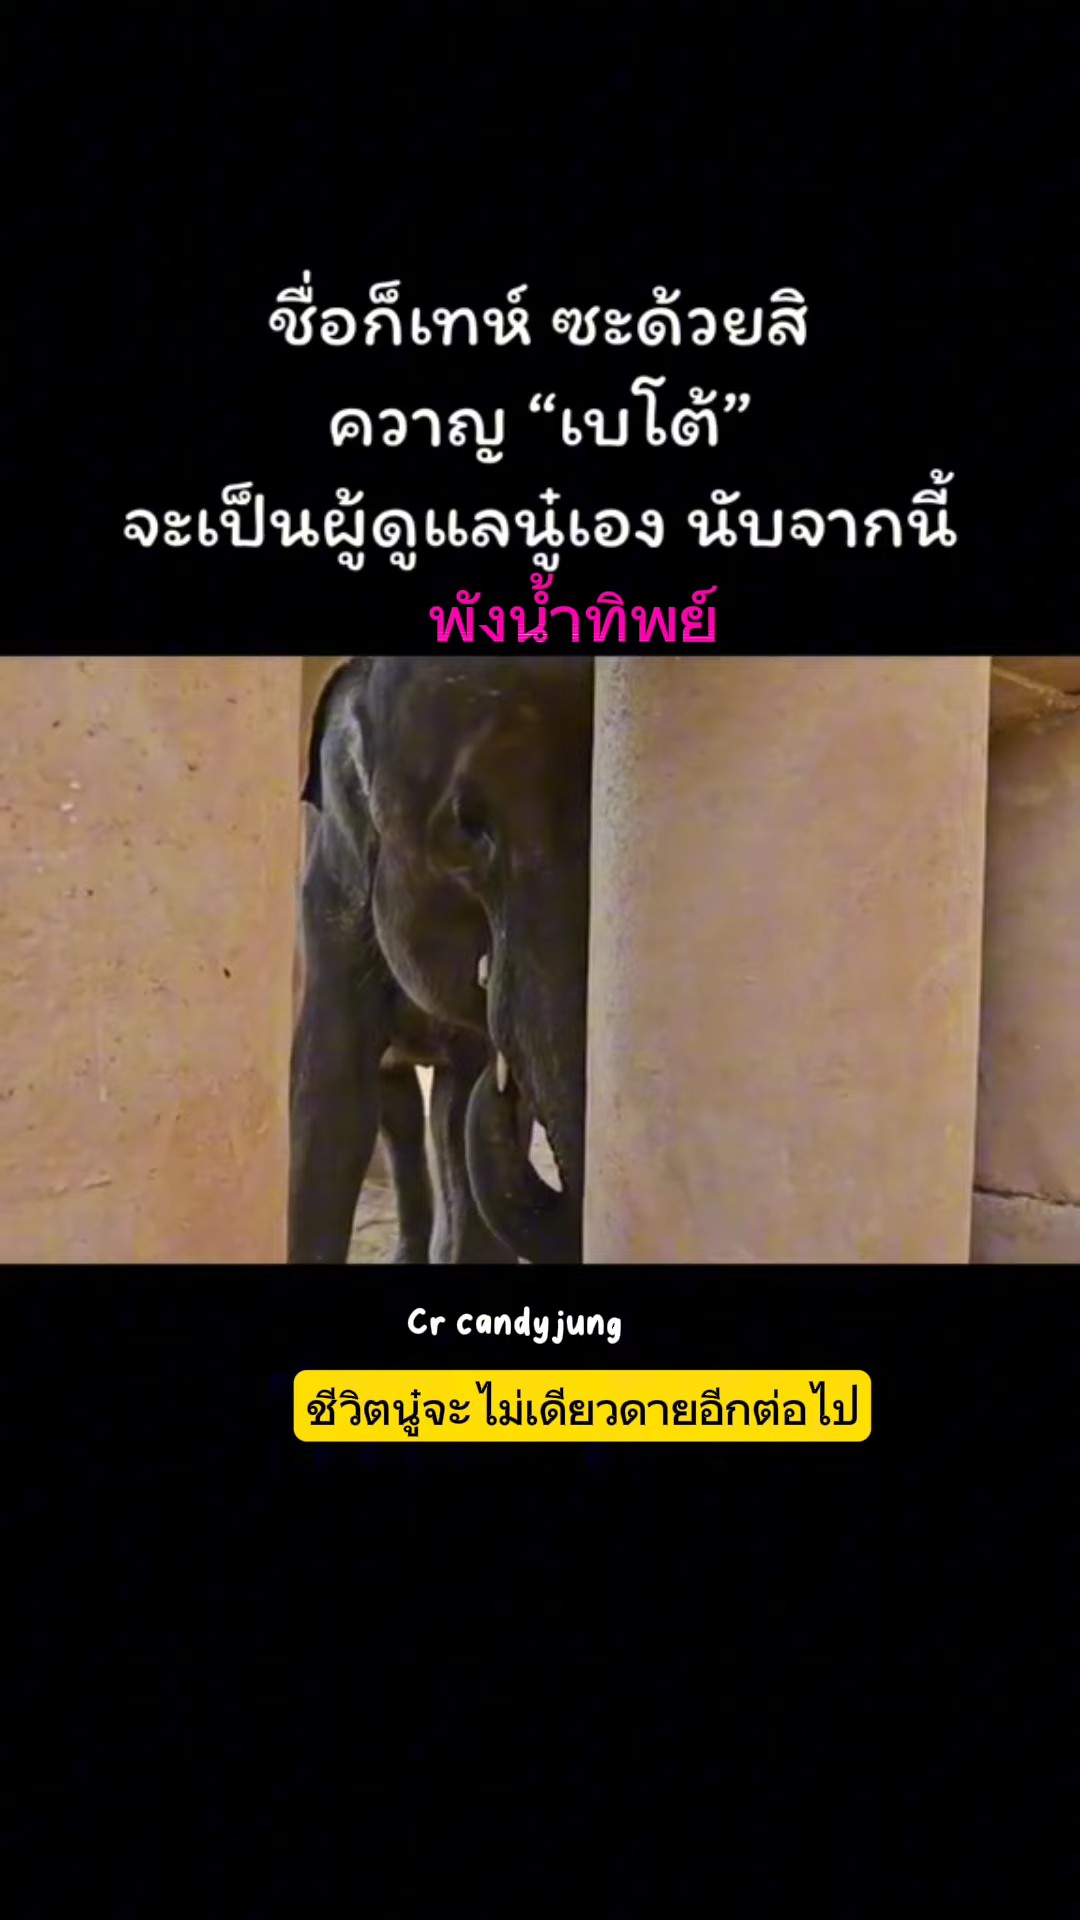 ชื่อก็เทห์ ซะด้วยสิ
ควาญ “เบโต้”
จะเป็นผู้ดูแลนู๋เอง นับจากนี้
พังน้ำทิพย์
Cr candyjung
ชีวิตนู๋จะไม่เดียวดายอีกต่อไป